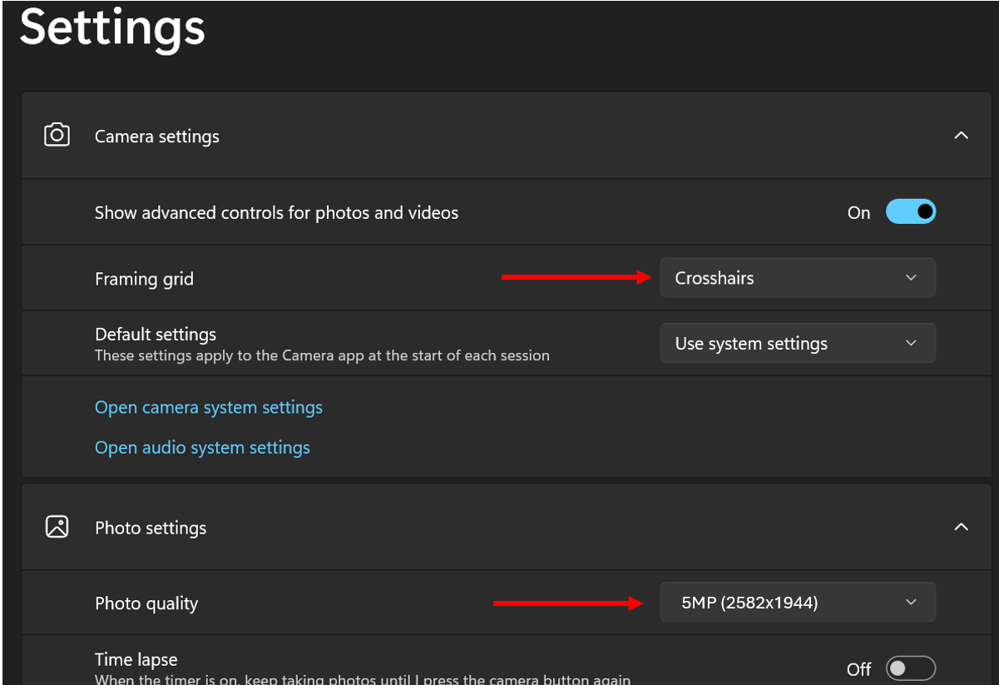 Settings
Camera settings
Show advanced controls for photos and videos
On
Framing grid
Crosshairs
Default settings
These settings apply to the Camera app at the start of each session
Use system settings
Open camera system settings
Open audio system settings
Photo settings
Photo quality
5MP (2582x1944)
Time lapse
When the timer is on, keep taking photos until I press the camera button again
Off